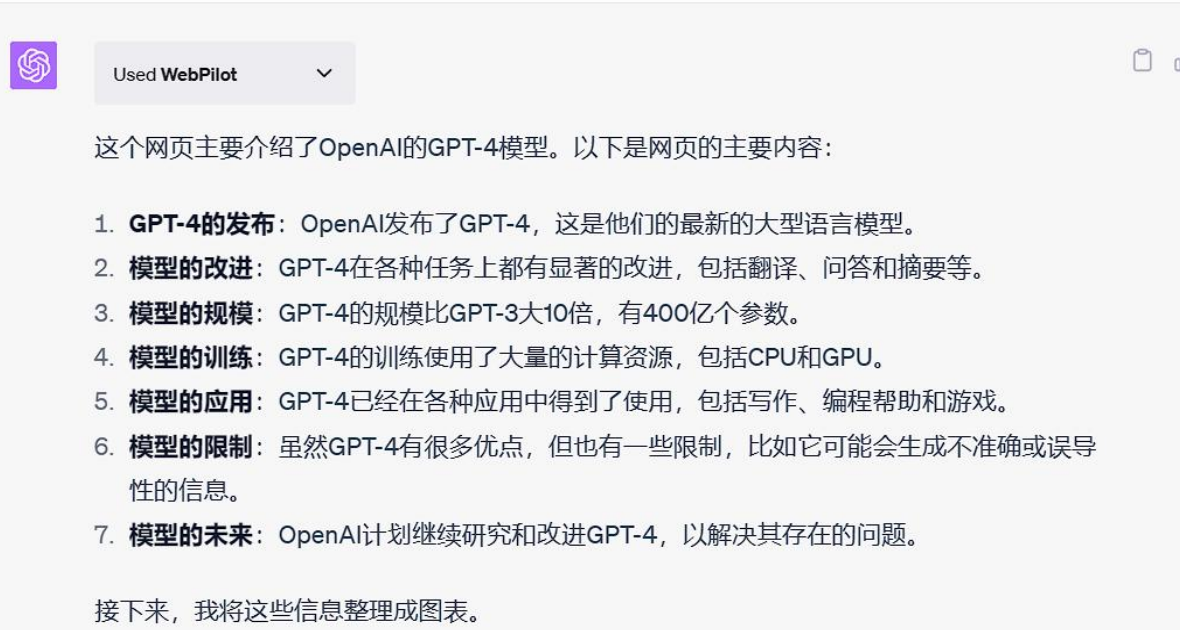 Used WebPilot
这个网页主要介绍了OpenAI的GPT-4模型。以下是网页的主要内容：
1. GPT-4的发布：OpenAI发布了GPT-4，这是他们的最新的大型语言模型。
2. 模型的改进：GPT-4在各种任务上都有显著的改进，包括翻译、问答和摘要等。
3. 模型的规模：GPT-4的规模比GPT-3大10倍，有400亿个参数。
4. 模型的训练：GPT-4的训练使用了大量的计算资源，包括CPU和GPU。
5. 模型的应用：GPT-4已经在各种应用中得到了使用，包括写作、编程帮助和游戏。
6. 模型的限制：虽然GPT-4有很多优点，但也有一些限制，比如它可能会生成不准确或误导
性的信息。
7. 模型的未来：OpenAI计划继续研究和改进GPT-4，以解决其存在的问题。
接下来，我将这些信息整理成图表。